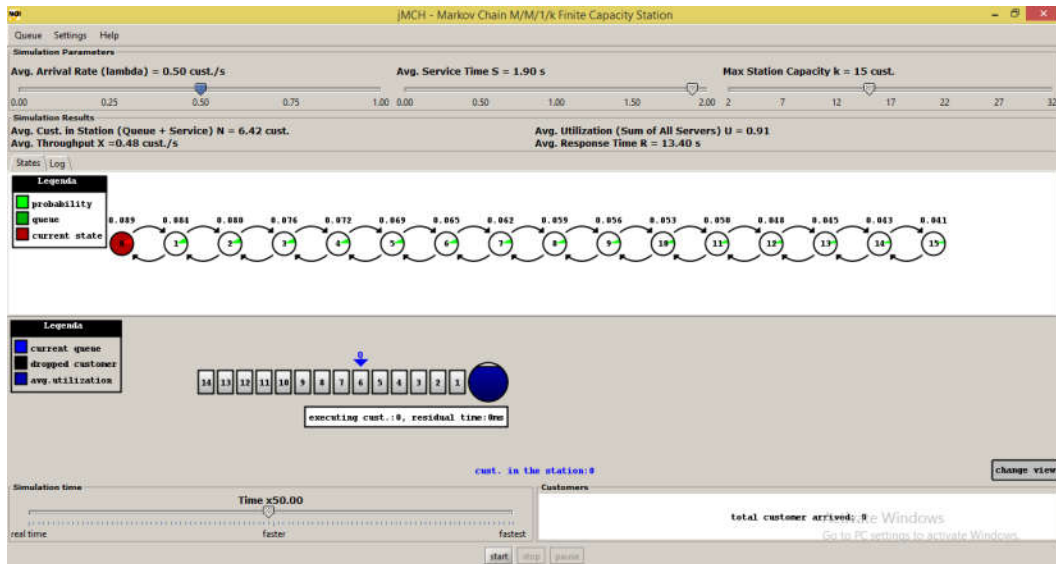 jMCH - Markov Chain M/M/1/k Finite Capacity Station
Queue Settings Help
Simulation Parameters
Avg. Arrival Rate (lambda) = 0.50 cust./s
Avg. Service Time S = 1.90 s
Max Station Capacity k = 15 cust.
0.00 0.25 0.50 0.75 1.00
0.00 0.50 1.00 1.50 2.00
2 7 12 17 22 27 32
Simulation Results
Avg. Cust. in Station (Queue + Service) N = 6.42 cust.
Avg. Utilization (Sum of All Servers) U = 0.91
Avg. Throughput X =0.48 cust./s
Avg. Response Time R = 13.40 s
States Log
Legenda
probability
queue
current state
0.089 0.084 0.080 0.076 0.072 0.069 0.065 0.062 0.059 0.056 0.053 0.050 0.048 0.045 0.043 0.041
0 1 2 3 4 5 6 7 8 9 10 11 12 13 14 15
Legenda
current queue
dropped customer
avg.utilization
0
14 13 12 11 10 9 8 7 6 5 4 3 2 1
executing cust.:0, residual time:0ms
cust. in the station:0
change view
Simulation time
Time x50.00
real time faster fastest
Customers
total customer arrived: 0
Activate Windows
Go to PC settings to activate Windows.
start stop pause